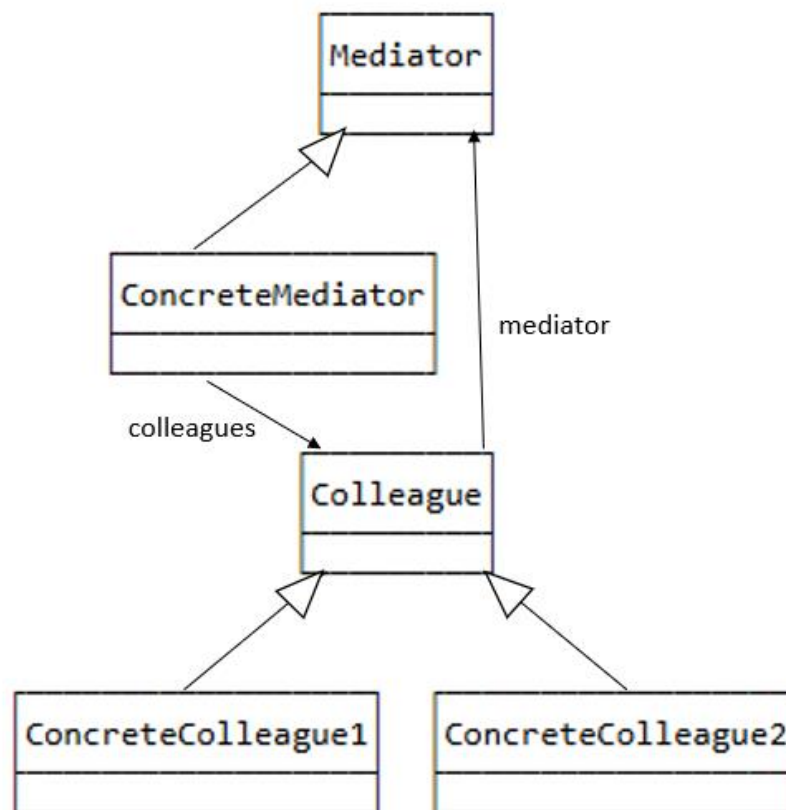 Mediator
ConcreteMediator
mediator
colleagues
Colleague
ConcreteColleague1
ConcreteColleague2